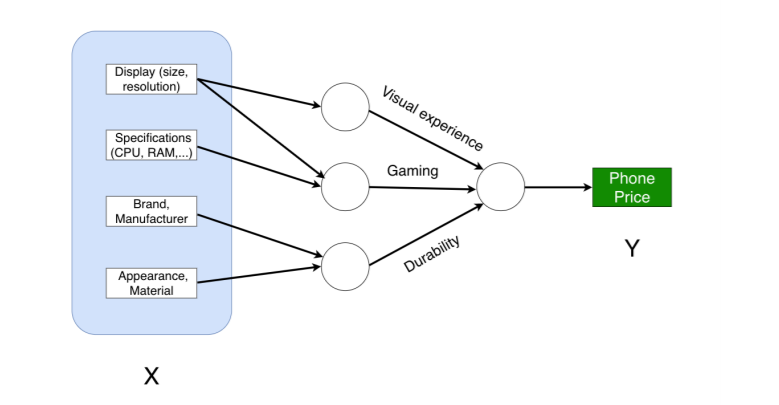 Display (size,
resolution)
Specifications
(CPU, RAM,...)
Brand,
Manufacturer
Appearance,
Material
X
Visual experience
Gaming
Durability
Phone
Price
Y